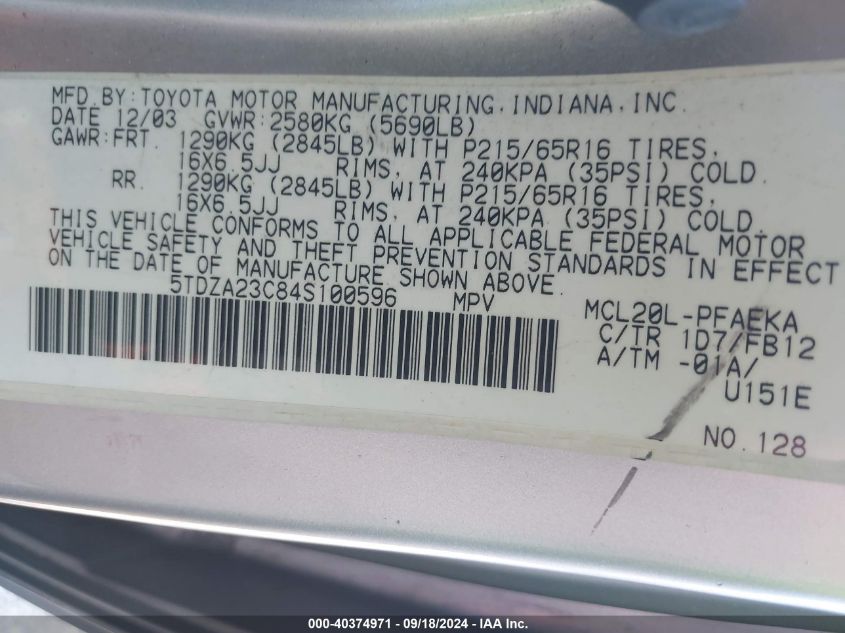 MFD.BY:TOYOTA MOTOR MANUFACTURING,INDIANA,INC.
DATE 12/03 GVWR:2580KG (5690LB)
GAWR:FRT. 1290KG (2845LB) WITH P215/65R16 TIRES,
16X6.5JJ RIMS, AT 240KPA (35PSI) COLD.
RR. 1290KG (2845LB) WITH P215/65R16 TIRES,
16X6.5JJ RIMS, AT 240KPA (35PSI) COLD.
THIS VEHICLE CONFORMS TO ALL APPLICABLE FEDERAL MOTOR
VEHICLE SAFETY AND THEFT PREVENTION STANDARDS IN EFFECT
ON THE DATE OF MANUFACTURE SHOWN ABOVE.
5TDZA23C84S100596 MPV
MCL20L-PFAEKA
C/TR 1D7/FB12
A/TM -01A/
U151E
NO.128
000-40374971 - 09/18/2024 - IAA Inc.